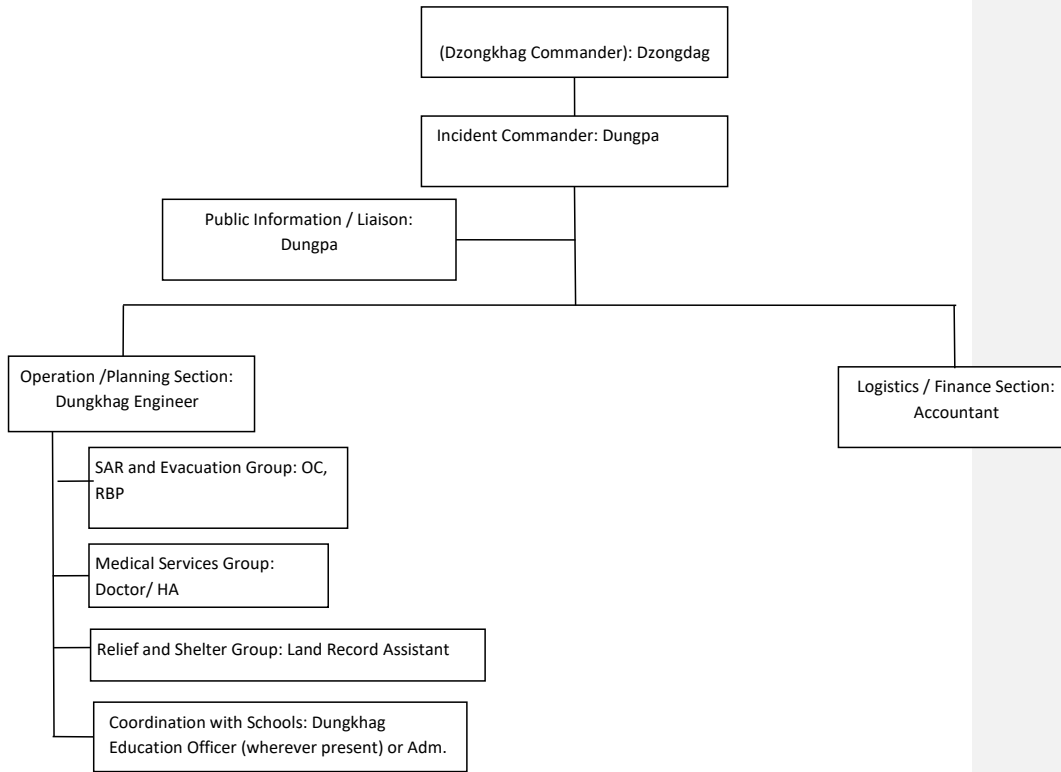 (Dzongkhag Commander): Dzongdag
Incident Commander: Dungpa
Public Information / Liaison:
Dungpa
Operation /Planning Section:
Dungkhag Engineer
Logistics / Finance Section:
Accountant
SAR and Evacuation Group: OC,
RBP
Medical Services Group:
Doctor/ HA
Relief and Shelter Group: Land Record Assistant
Coordination with Schools: Dungkhag
Education Officer (wherever present) or Adm.